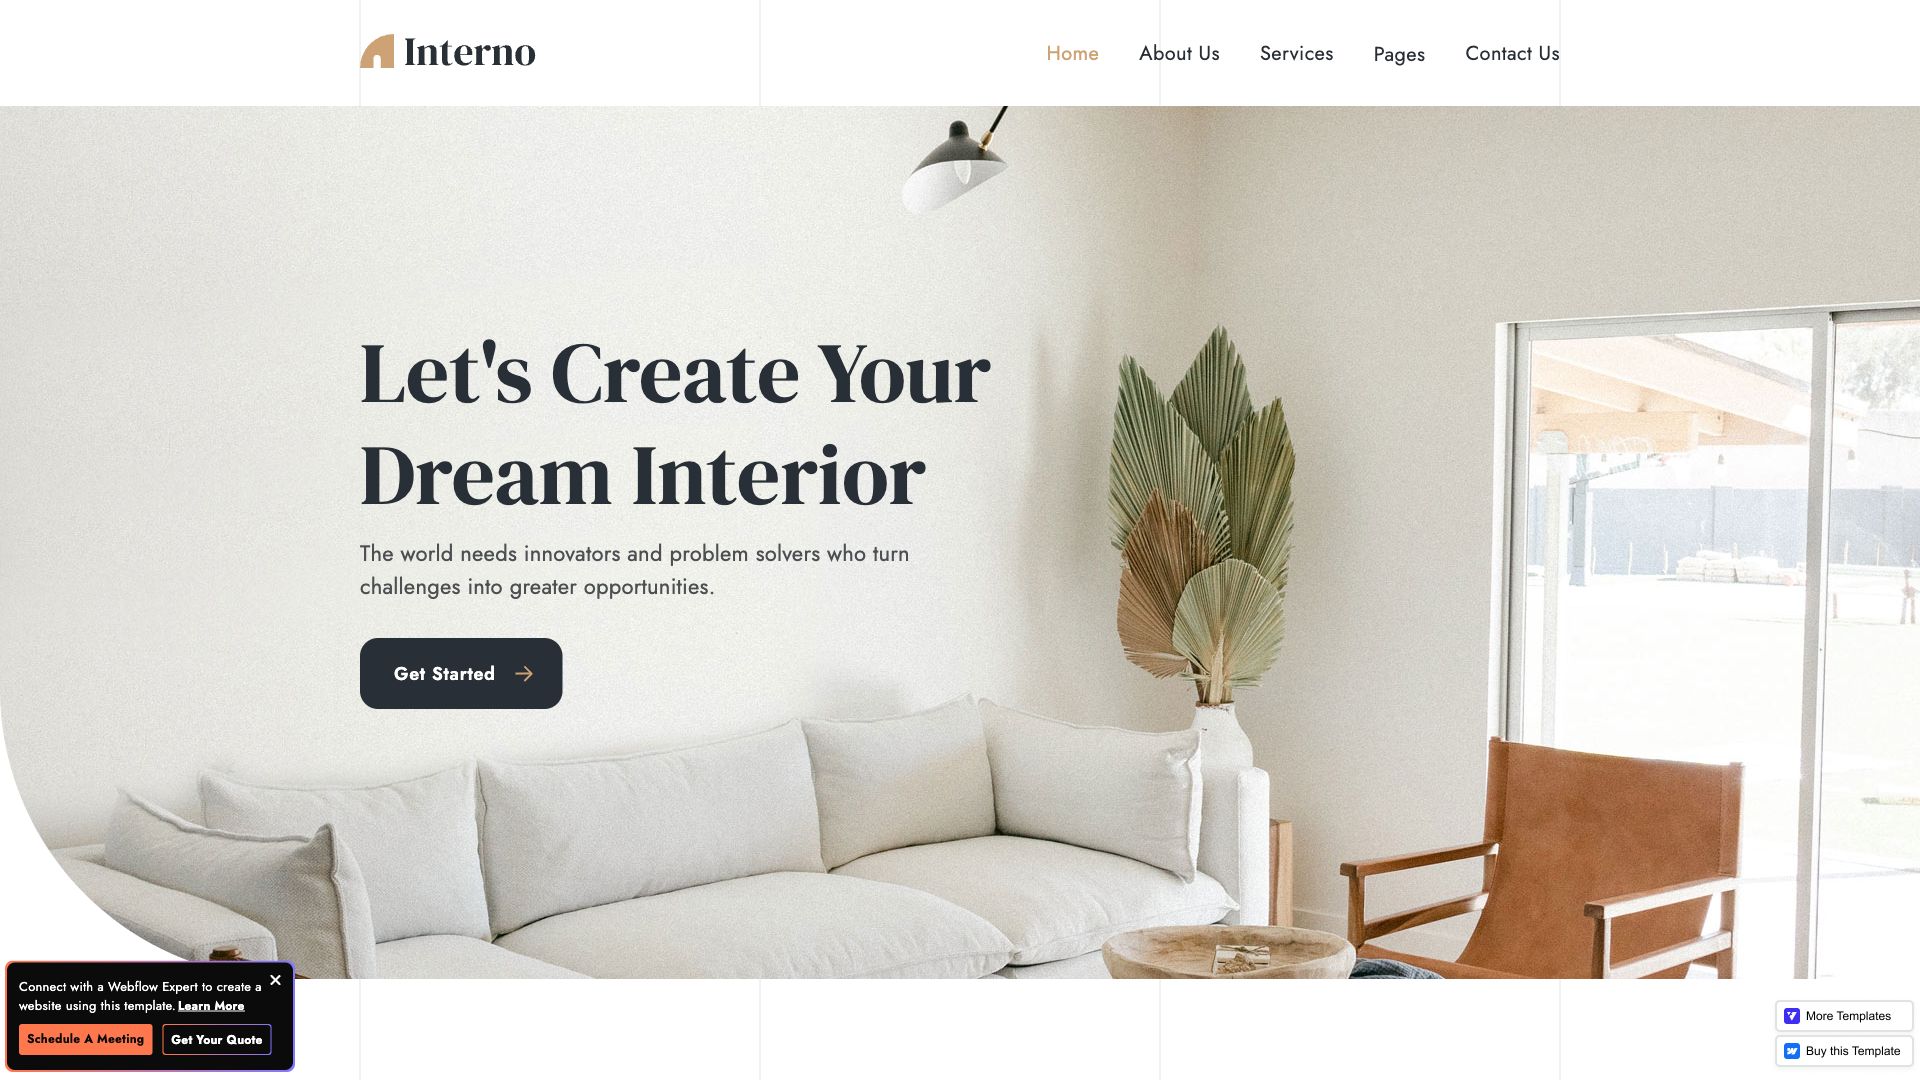 Interno
Home
About Us
Services
Pages
Contact Us
Let's Create Your
Dream Interior
The world needs innovators and problem solvers who turn
challenges into greater opportunities.
Get Started
Connect with a Webflow Expert to create a
website using this template. Learn More
Schedule A Meeting
Get Your Quote
More Templates
Buy this Template